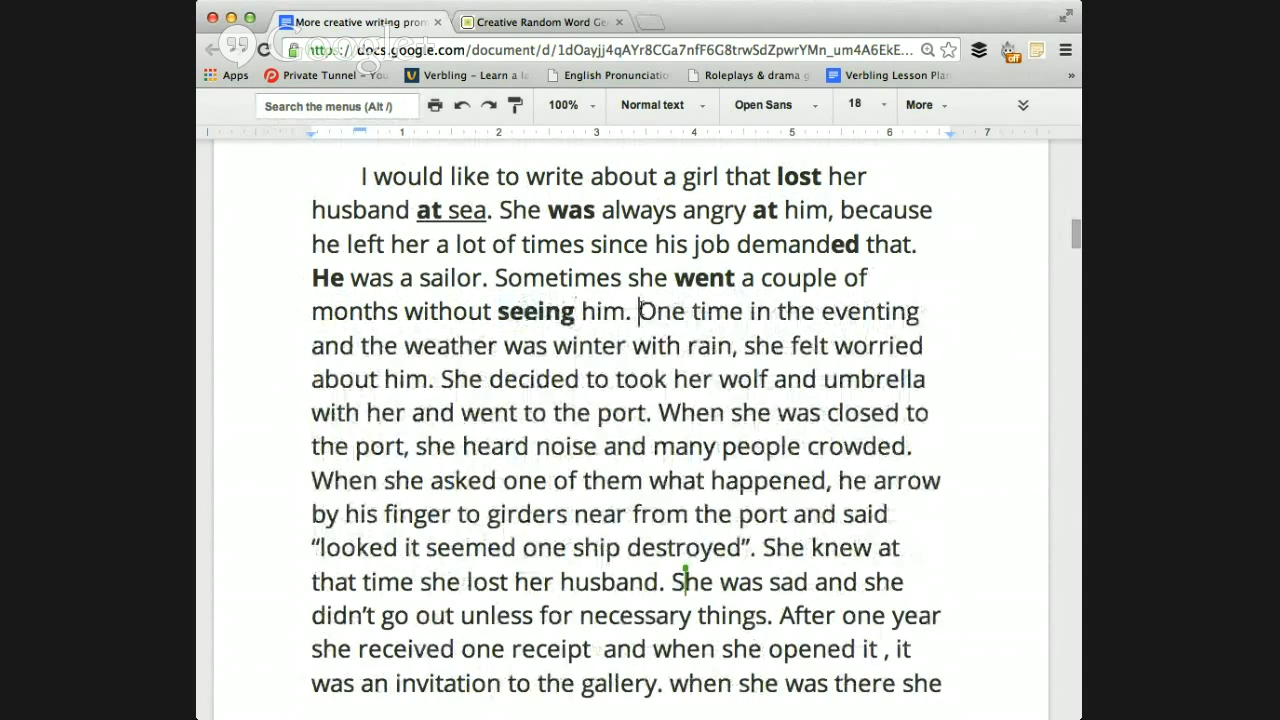 More creative writing prom
Creative Random Word Ge
Google+
https://docs.google.com/document/d/1dOayjj4qAYr8CGa7nfF6G8trwSdZpwrYMn_um4A6EkE...
off
Apps
Private Tunnel – You
Verbling – Learn a la
English Pronunciatio
Roleplays & drama g
Verbling Lesson Plan
»
Search the menus (Alt /)
100%
Normal text
Open Sans
18
More
1 2 3 4 5 6 7
I would like to write about a girl that lost her
husband at sea. She was always angry at him, because
he left her a lot of times since his job demanded that.
He was a sailor. Sometimes she went a couple of
months without seeing him. One time in the eventing
and the weather was winter with rain, she felt worried
about him. She decided to took her wolf and umbrella
with her and went to the port. When she was closed to
the port, she heard noise and many people crowded.
When she asked one of them what happened, he arrow
by his finger to girders near from the port and said
“looked it seemed one ship destroyed”. She knew at
that time she lost her husband. She was sad and she
didn’t go out unless for necessary things. After one year
she received one receipt  and when she opened it , it
was an invitation to the gallery. when she was there she